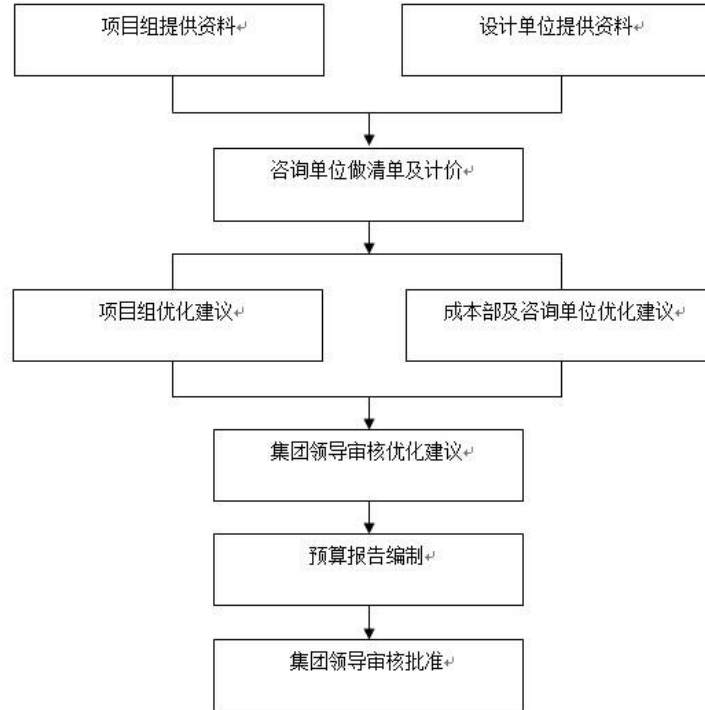 项目组提供资料
设计单位提供资料
咨询单位做清单及计价
项目组优化建议
成本部及咨询单位优化建议
集团领导审核优化建议
预算报告编制
集团领导审核批准